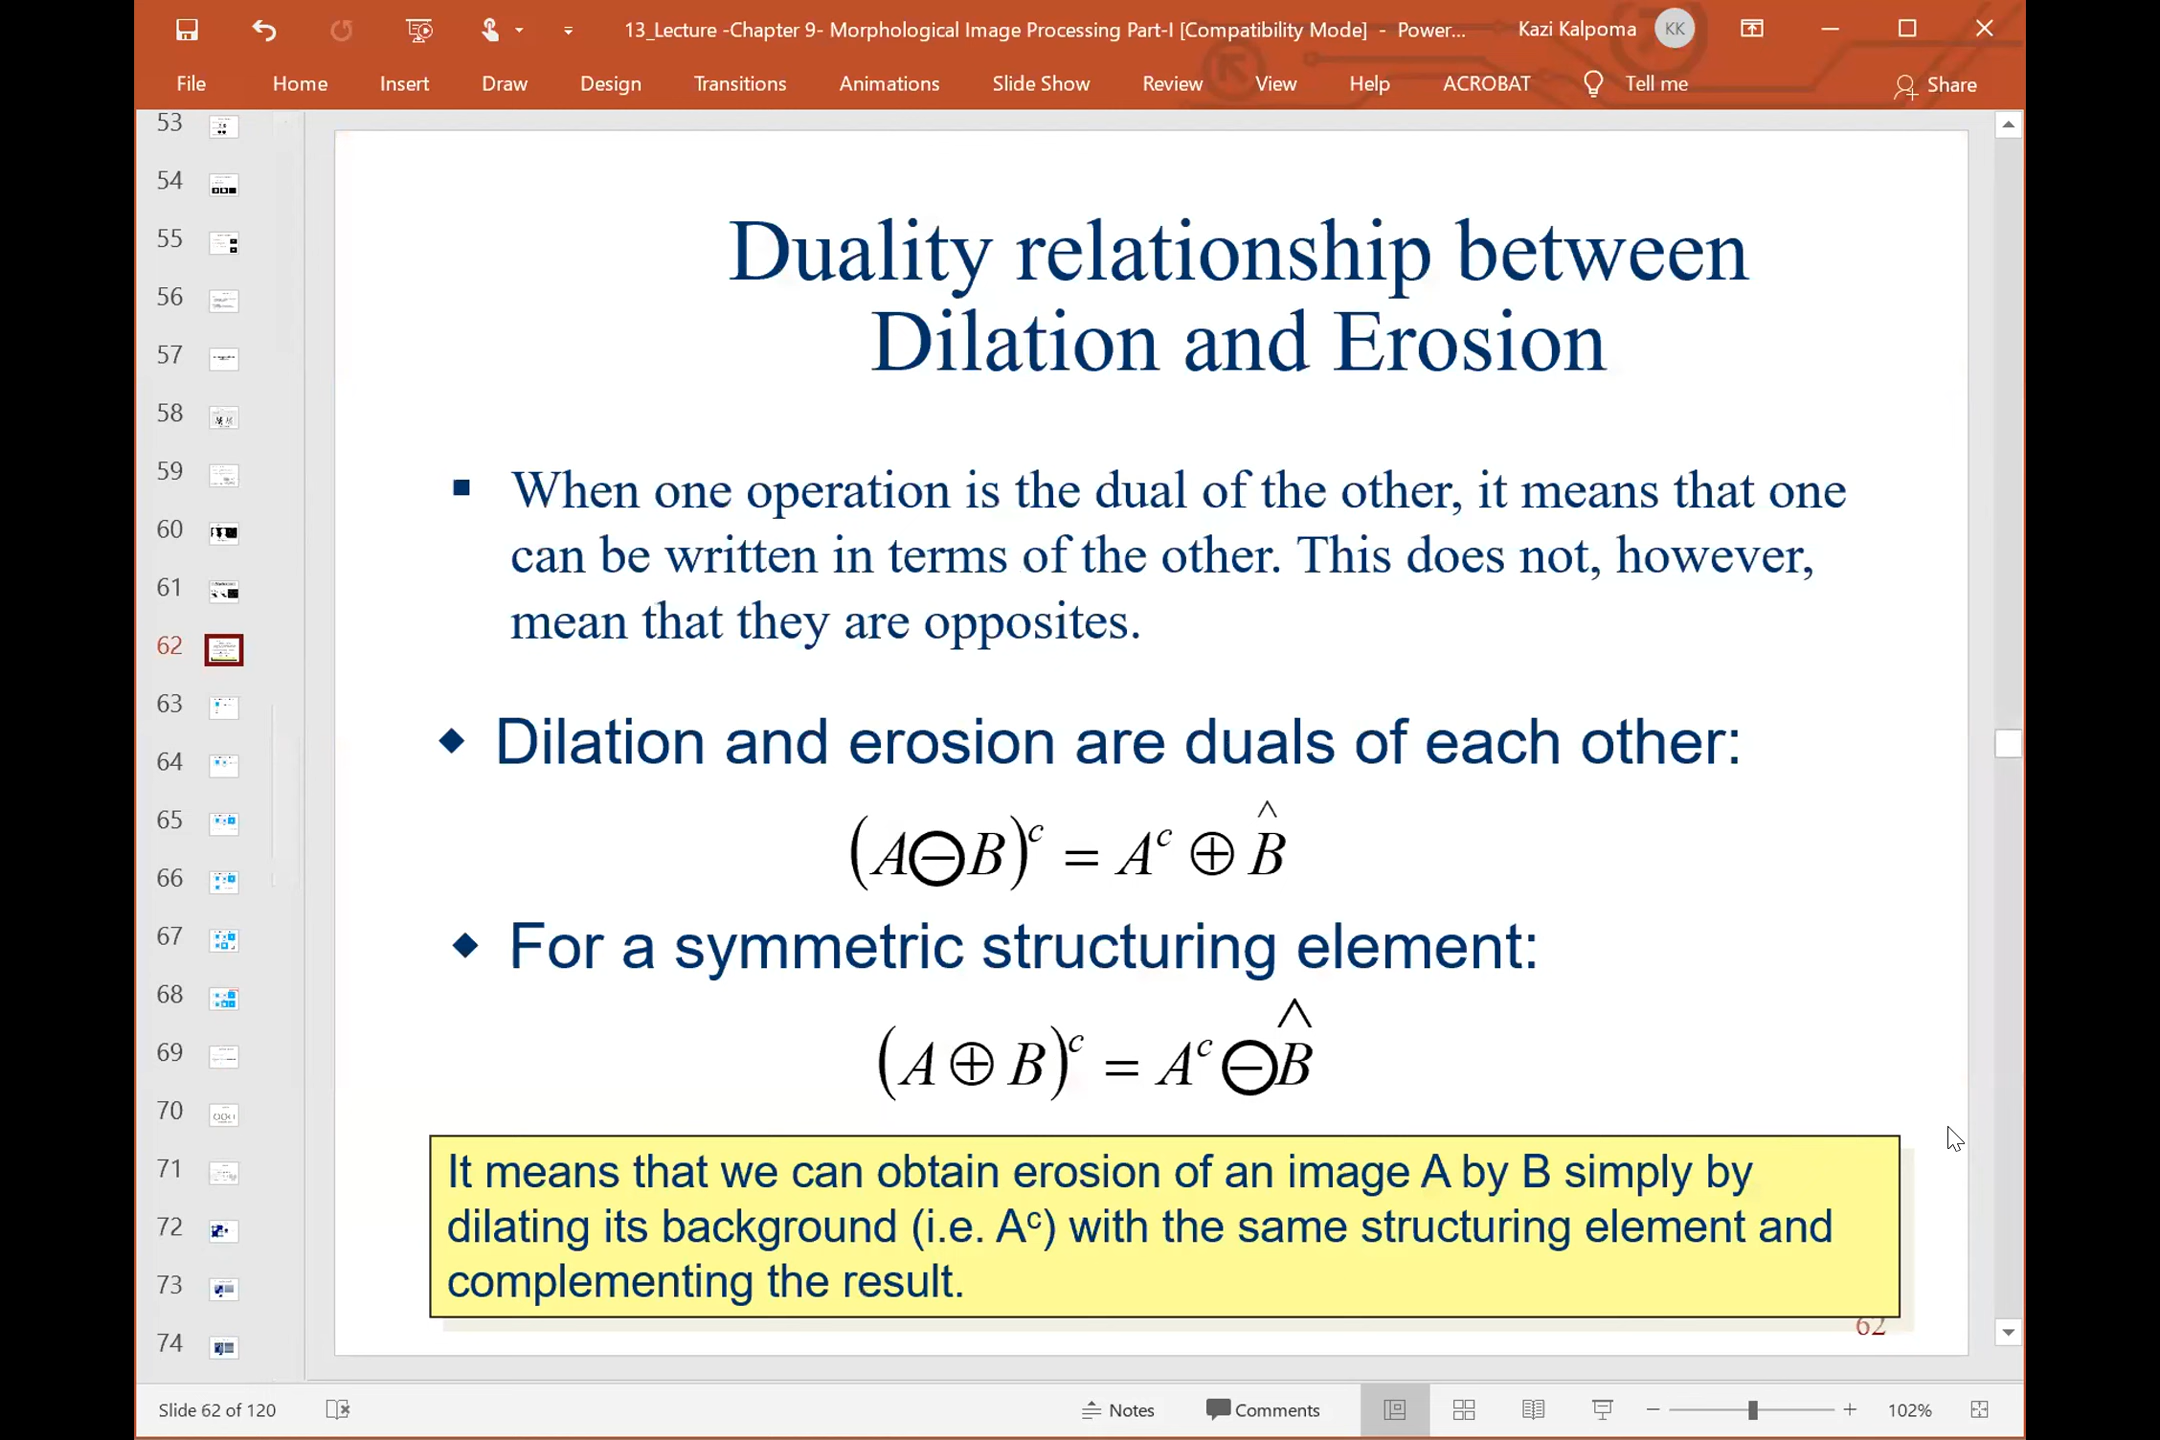 13_Lecture -Chapter 9- Morphological Image Processing Part-I [Compatibility Mode] - Power...
Kazi Kalpoma
KK
File Home Insert Draw Design Transitions Animations Slide Show Review View Help ACROBAT Tell me Share
53
54
55
56
57
58
59
60
61
62
63
64
65
66
67
68
69
70
71
72
73
74
Duality relationship between
Dilation and Erosion
▪ When one operation is the dual of the other, it means that one
can be written in terms of the other. This does not, however,
mean that they are opposites.
◆ Dilation and erosion are duals of each other:
(A⊖B)ᶜ = Aᶜ ⊕ B̂
◆ For a symmetric structuring element:
(A ⊕ B)ᶜ = Aᶜ ⊖ B̂
It means that we can obtain erosion of an image A by B simply by
dilating its background (i.e. Aᶜ) with the same structuring element and
complementing the result.
62
Slide 62 of 120
Notes Comments 102%